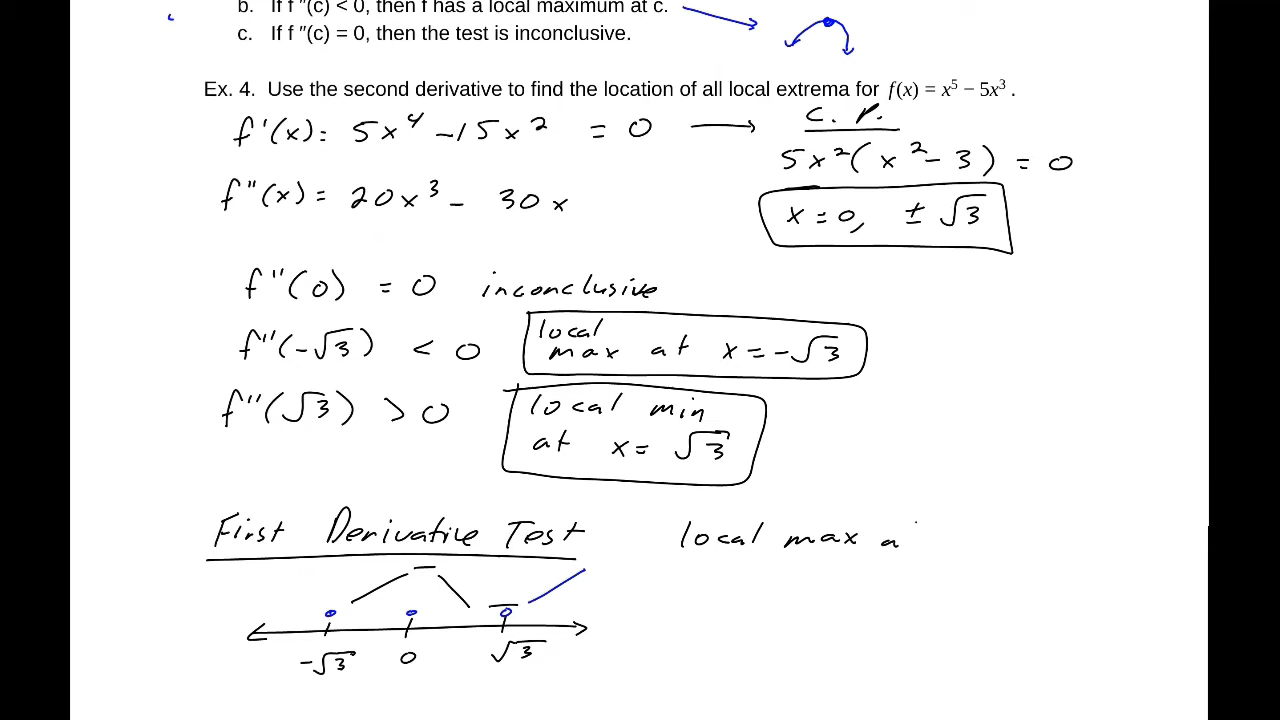 b. If f ″(c) < 0, then f has a local maximum at c.
c. If f ″(c) = 0, then the test is inconclusive.
Ex. 4. Use the second derivative to find the location of all local extrema for f(x) = x⁵ − 5x³ .
f'(x) = 5x⁴ − 15x² = 0 ⟶ C.P.
5x²(x² − 3) = 0
f"(x) = 20x³ − 30x
x = 0, ± √3
f"(0) = 0 inconclusive
f"(−√3) < 0 local max at x = −√3
f"(√3) > 0 local min at x = √3
First Derivative Test local max a
−√3 0 √3